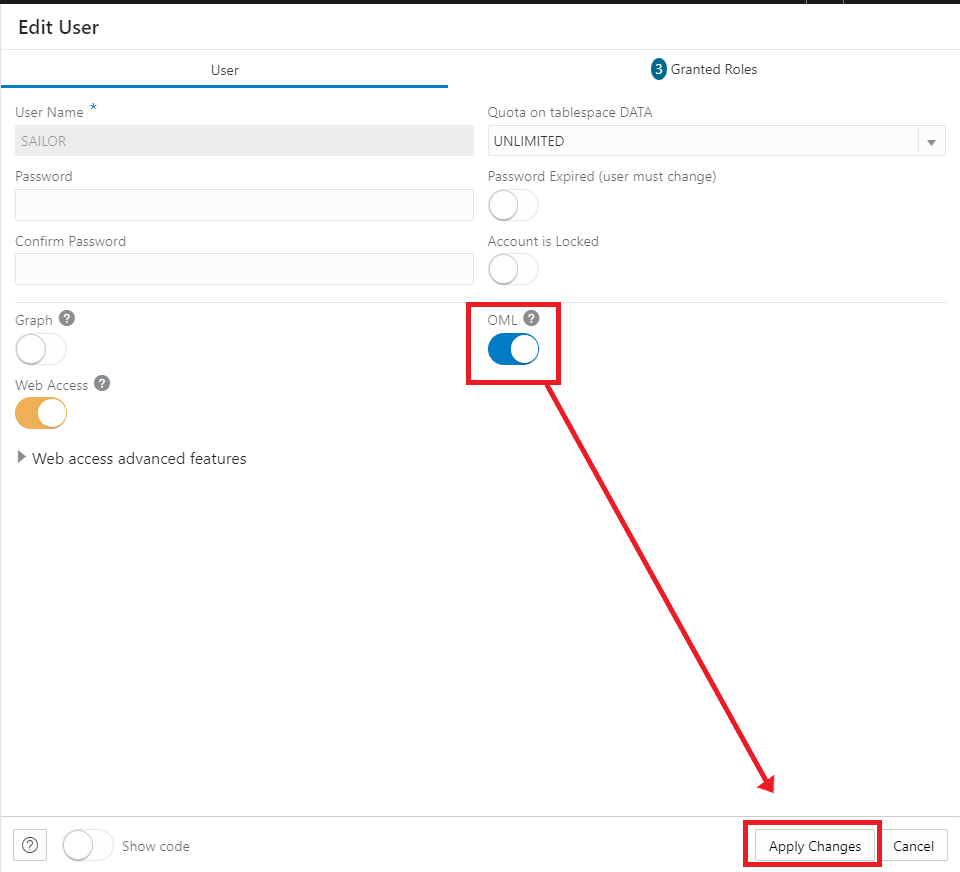 Edit User
User
3 Granted Roles
User Name *
Quota on tablespace DATA
SAILOR
UNLIMITED
Password
Password Expired (user must change)
Confirm Password
Account is Locked
Graph ?
OML ?
Web Access ?
Web access advanced features
? Show code
Apply Changes
Cancel